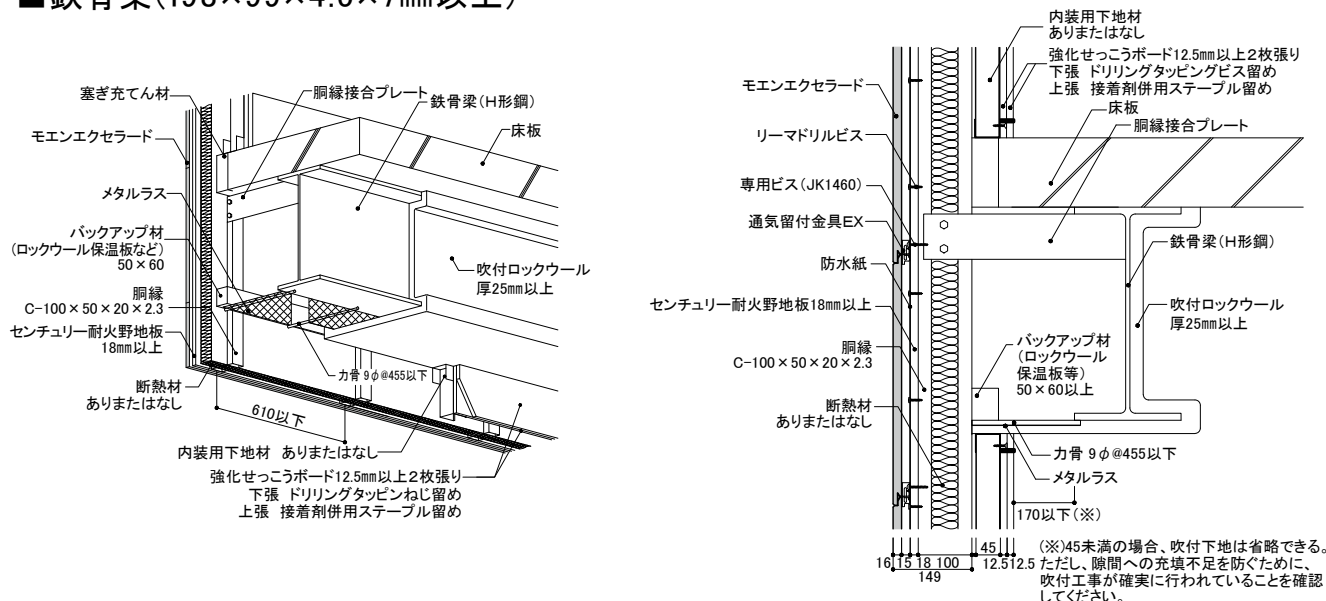 ■鉄骨梁(198×99×4.5×7㎜以上)
塞ぎ充てん材
胴縁接合プレート
鉄骨梁(H形鋼)
床板
モエンエクセラード
メタルラス
バックアップ材
(ロックウール保温板など)
50×60
胴縁
C-100×50×20×2.3
センチュリー耐火野地板
18㎜以上
断熱材
ありまたはなし
610以下
吹付ロックウール
厚25㎜以上
力骨 9φ@455以下
内装用下地材 ありまたはなし
強化せっこうボード12.5㎜以上2枚張り
下張 ドリリングタッピンねじ留め
上張 接着剤併用ステープル留め
内装用下地材
ありまたはなし
強化せっこうボード12.5㎜以上2枚張り
下張 ドリリングタッピングビス留め
上張 接着剤併用ステープル留め
床板
胴縁接合プレート
モエンエクセラード
リーマドリルビス
専用ビス(JK1460)
通気留付金具EX
防水紙
センチュリー耐火野地板18㎜以上
胴縁
C-100×50×20×2.3
断熱材
ありまたはなし
鉄骨梁(H形鋼)
吹付ロックウール
厚25㎜以上
バックアップ材
(ロックウール
保温板等)
50×60以上
力骨 9φ@455以下
メタルラス
170以下(※)
45
16 15 18 100 12.5 12.5
149
(※)45未満の場合、吹付下地は省略できる。
ただし、隙間への充填不足を防ぐために、
吹付工事が確実に行われていることを確認
してください。